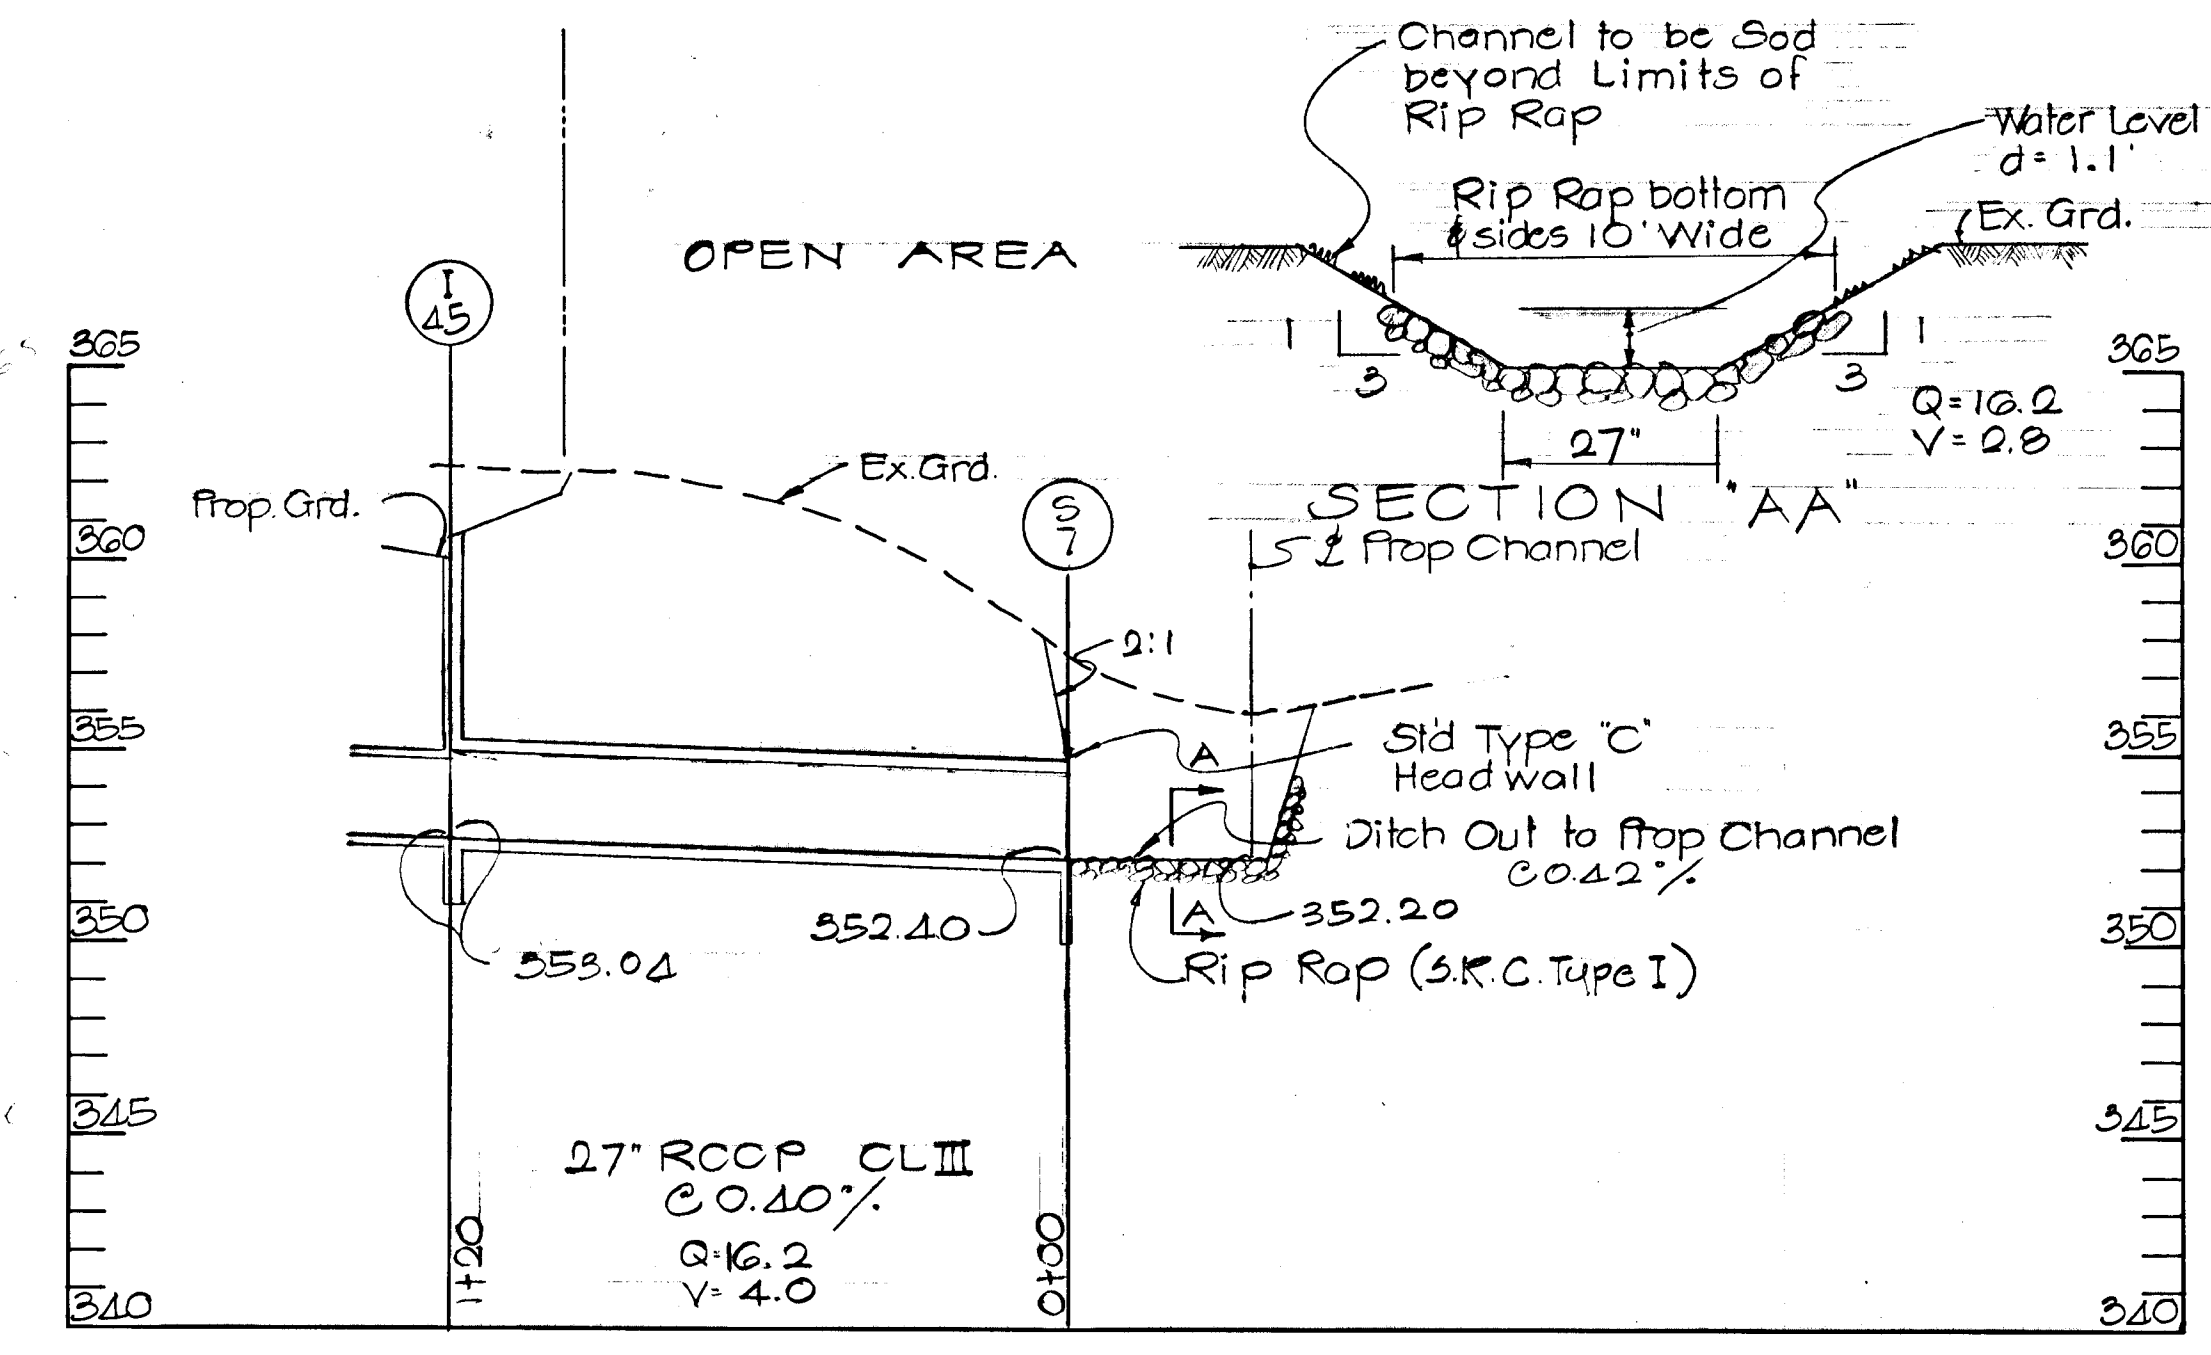 Channel to be Sod
beyond Limits of
Rip Rap
Water Level
d = 1.1'
Rip Rap bottom
& sides 10' Wide
Ex. Grd.
OPEN AREA
I
45
1
3
1
3
365
365
Q=16.2
V=2.8
27"
SECTION "AA"
Ex. Grd.
Prop. Grd.
S
7
℄ Prop Channel
360
360
2:1
355
355
Std Type "C"
Headwall
A
Ditch Out to Prop Channel
@ 0.42%
350
350
352.40
A
352.20
353.04
Rip Rap (S.R.C. Type I)
345
345
27" RCCP CL III
@ 0.40%
Q=16.2
V= 4.0
1+20
0+00
340
340